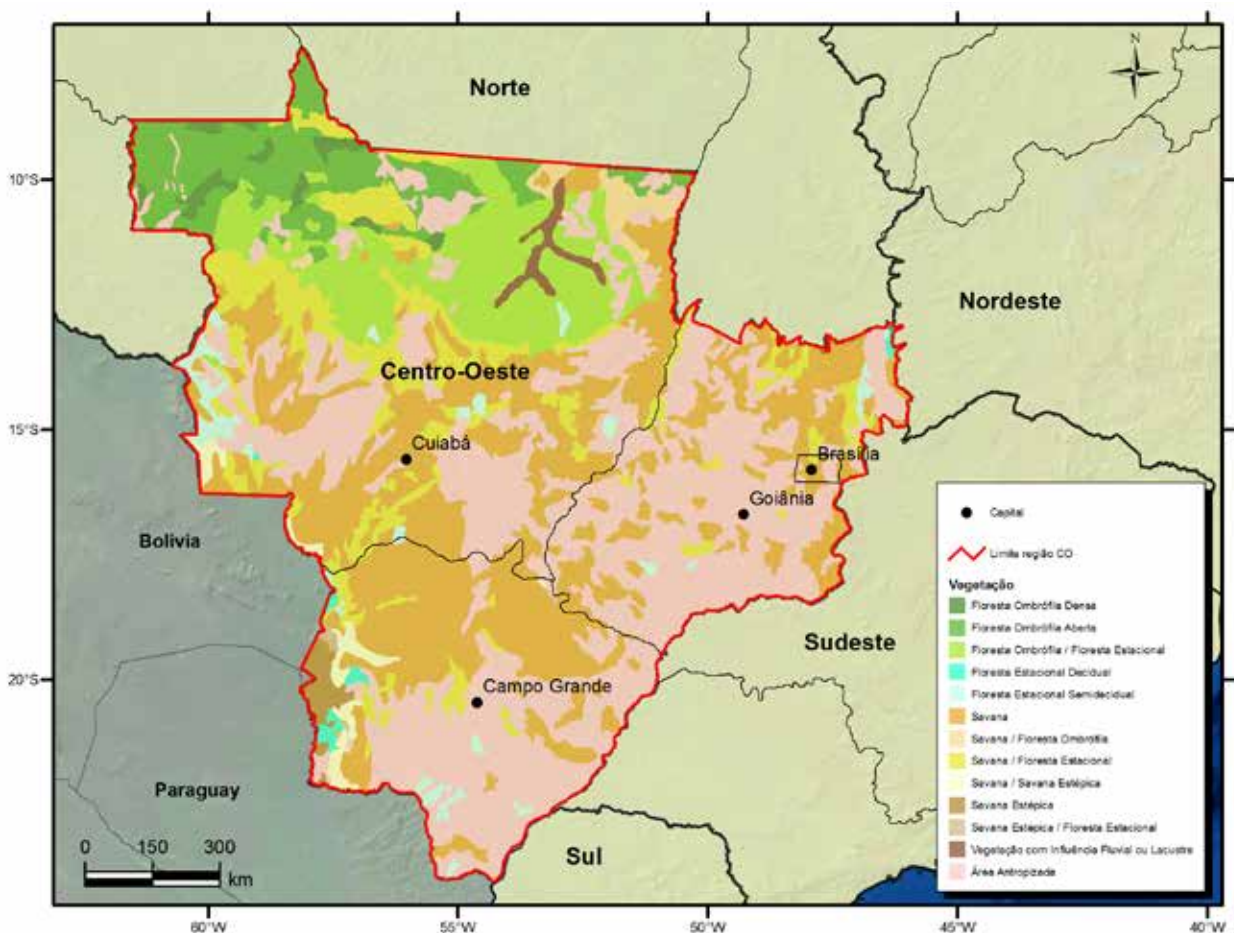 N
Norte
10°S
Nordeste
Centro-Oeste
15°S
Cuiabá
Brasília
Goiânia
Bolivia
Capital
Limite região CO
Vegetação
Floresta Ombrófila Densa
Floresta Ombrófila Aberta
Sudeste
Floresta Ombrófila / Floresta Estacional
Floresta Estacional Decidual
20°S
Campo Grande
Floresta Estacional Semidecidual
Savana
Savana / Floresta Ombrófila
Savana / Floresta Estacional
Paraguay
Savana / Savana Estépica
Savana Estépica
Savana Estepica / Floresta Estacional
Sul
Vegetação com Influência Fluvial ou Lacustre
0 150 300
Área Antropizada
km
60°W 55°W 50°W 45°W 40°W